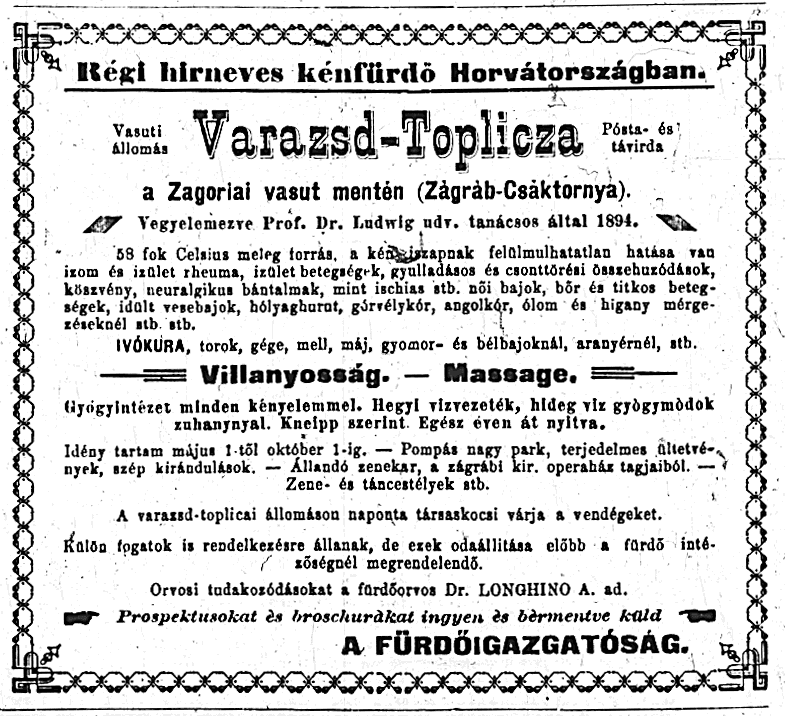 Régi hirneves kénfürdő Horvátországban.
Vasuti állomás
Varazsd-Toplicza
Pósta- és távirda
a Zagoriai vasut mentén (Zágráb-Csáktornya).
Vegyelemezve Prof. Dr. Ludwig udv. tanácsos által 1894.
58 fok Celsius meleg forrás, a kéniszapnak felülmulhatatlan hatása van
izom és izület rheuma, izület betegségek, gyulladásos és csonttörési összehuzódások,
köszvény, neuralgikus bántalmak, mint ischias stb. női bajok, bőr és titkos beteg-
ségek, idült vesebajok, hólyaghurut, görvélykór, angolkór, ólom és higany mérge-
zéseknél stb. stb.
IVÓKURA, torok, gége, mell, máj, gyomor- és bélbajoknál, aranyérnél, stb.
Villanyosság. — Massage.
Gyógyintézet minden kényelemmel. Hegyi vizvezeték, hideg viz gyògymòdok
zuhanynyal. Kneipp szerint. Egész éven át nyitva.
Idény tartam május 1-től október 1-ig. — Pompás nagy park, terjedelmes ültetvé-
nyek, szép kirándulások. — Állandó zenekar, a zágrábi kir. operaház tagjaiból. —
Zene- és táncestélyek stb.
A varazsd-toplicai állomáson naponta társaskocsi várja a vendégeket.
Külön fogatok is rendelkezésre állanak, de ezek odaállitása előbb a fürdő inté-
zőségnél megrendelendő.
Orvosi tudakozódásokat a fürdőorvos Dr. LONGHINO A. ad.
Prospektusokat és broschurákat ingyen és bérmentve küld
A FÜRDŐIGAZGATÓSÁG.